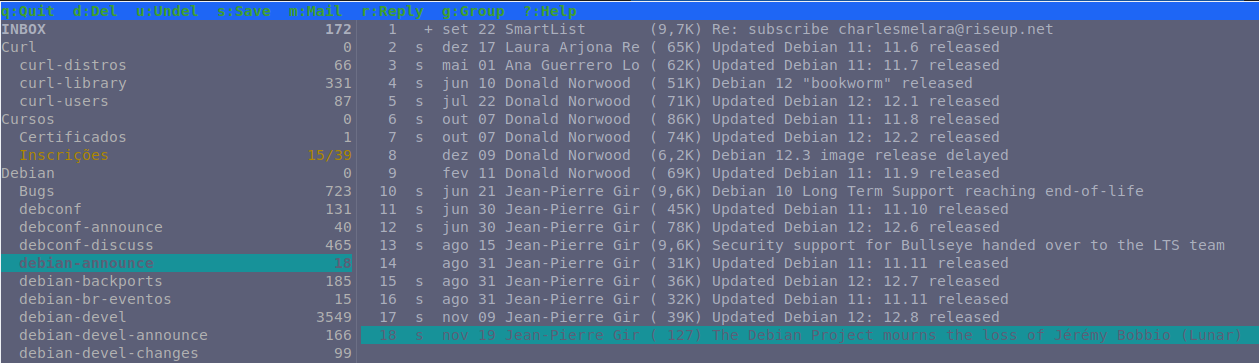 q:Quit  d:Del  u:Undel  s:Save  m:Mail  r:Reply  g:Group  ?:Help
INBOX 172
Curl 0
curl-distros 66
curl-library 331
curl-users 87
Cursos 0
Certificados 1
Inscrições 15/39
Debian 0
Bugs 723
debconf 131
debconf-announce 40
debconf-discuss 465
debian-announce 18
debian-backports 185
debian-br-eventos 15
debian-devel 3549
debian-devel-announce 166
debian-devel-changes 99
1 + set 22 SmartList (9,7K) Re: subscribe charlesmelara@riseup.net
2 s dez 17 Laura Arjona Re ( 65K) Updated Debian 11: 11.6 released
3 s mai 01 Ana Guerrero Lo ( 62K) Updated Debian 11: 11.7 released
4 s jun 10 Donald Norwood ( 51K) Debian 12 "bookworm" released
5 s jul 22 Donald Norwood ( 71K) Updated Debian 12: 12.1 released
6 s out 07 Donald Norwood ( 86K) Updated Debian 11: 11.8 released
7 s out 07 Donald Norwood ( 74K) Updated Debian 12: 12.2 released
8 dez 09 Donald Norwood (6,2K) Debian 12.3 image release delayed
9 fev 11 Donald Norwood ( 69K) Updated Debian 11: 11.9 released
10 s jun 21 Jean-Pierre Gir (9,6K) Debian 10 Long Term Support reaching end-of-life
11 s jun 30 Jean-Pierre Gir ( 45K) Updated Debian 11: 11.10 released
12 s jun 30 Jean-Pierre Gir ( 78K) Updated Debian 12: 12.6 released
13 s ago 15 Jean-Pierre Gir (9,6K) Security support for Bullseye handed over to the LTS team
14 ago 31 Jean-Pierre Gir ( 31K) Updated Debian 11: 11.11 released
15 s ago 31 Jean-Pierre Gir ( 36K) Updated Debian 12: 12.7 released
16 s ago 31 Jean-Pierre Gir ( 32K) Updated Debian 11: 11.11 released
17 s nov 09 Jean-Pierre Gir ( 39K) Updated Debian 12: 12.8 released
18 s nov 19 Jean-Pierre Gir ( 127) The Debian Project mourns the loss of Jérémy Bobbio (Lunar)